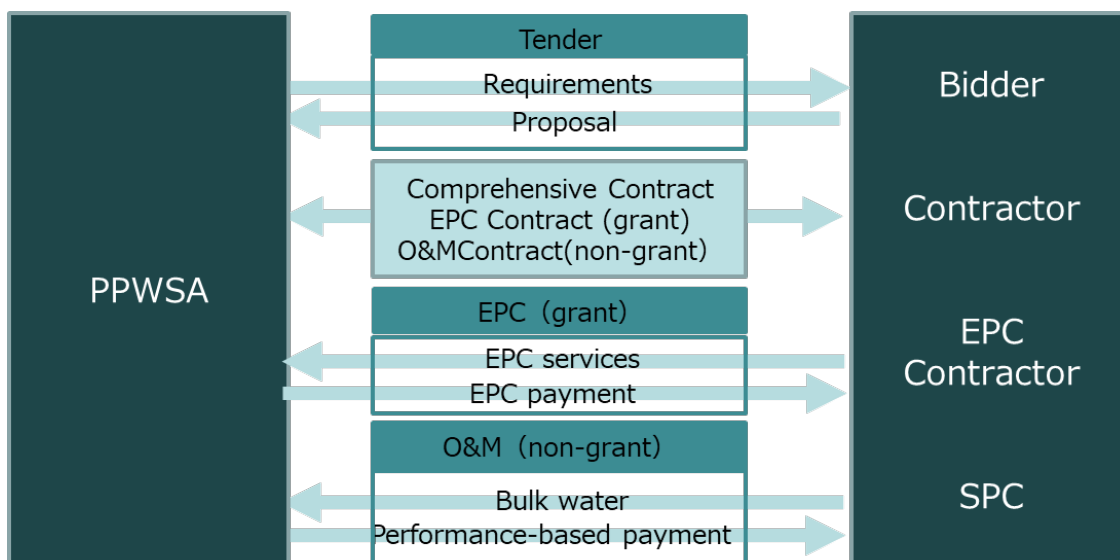 PPWSA
Tender
Requirements
Proposal
Bidder
Comprehensive Contract
EPC Contract (grant)
O&MContract(non-grant)
Contractor
EPC（grant)
EPC services
EPC payment
EPC
Contractor
O&M（non-grant)
Bulk water
Performance-based payment
SPC